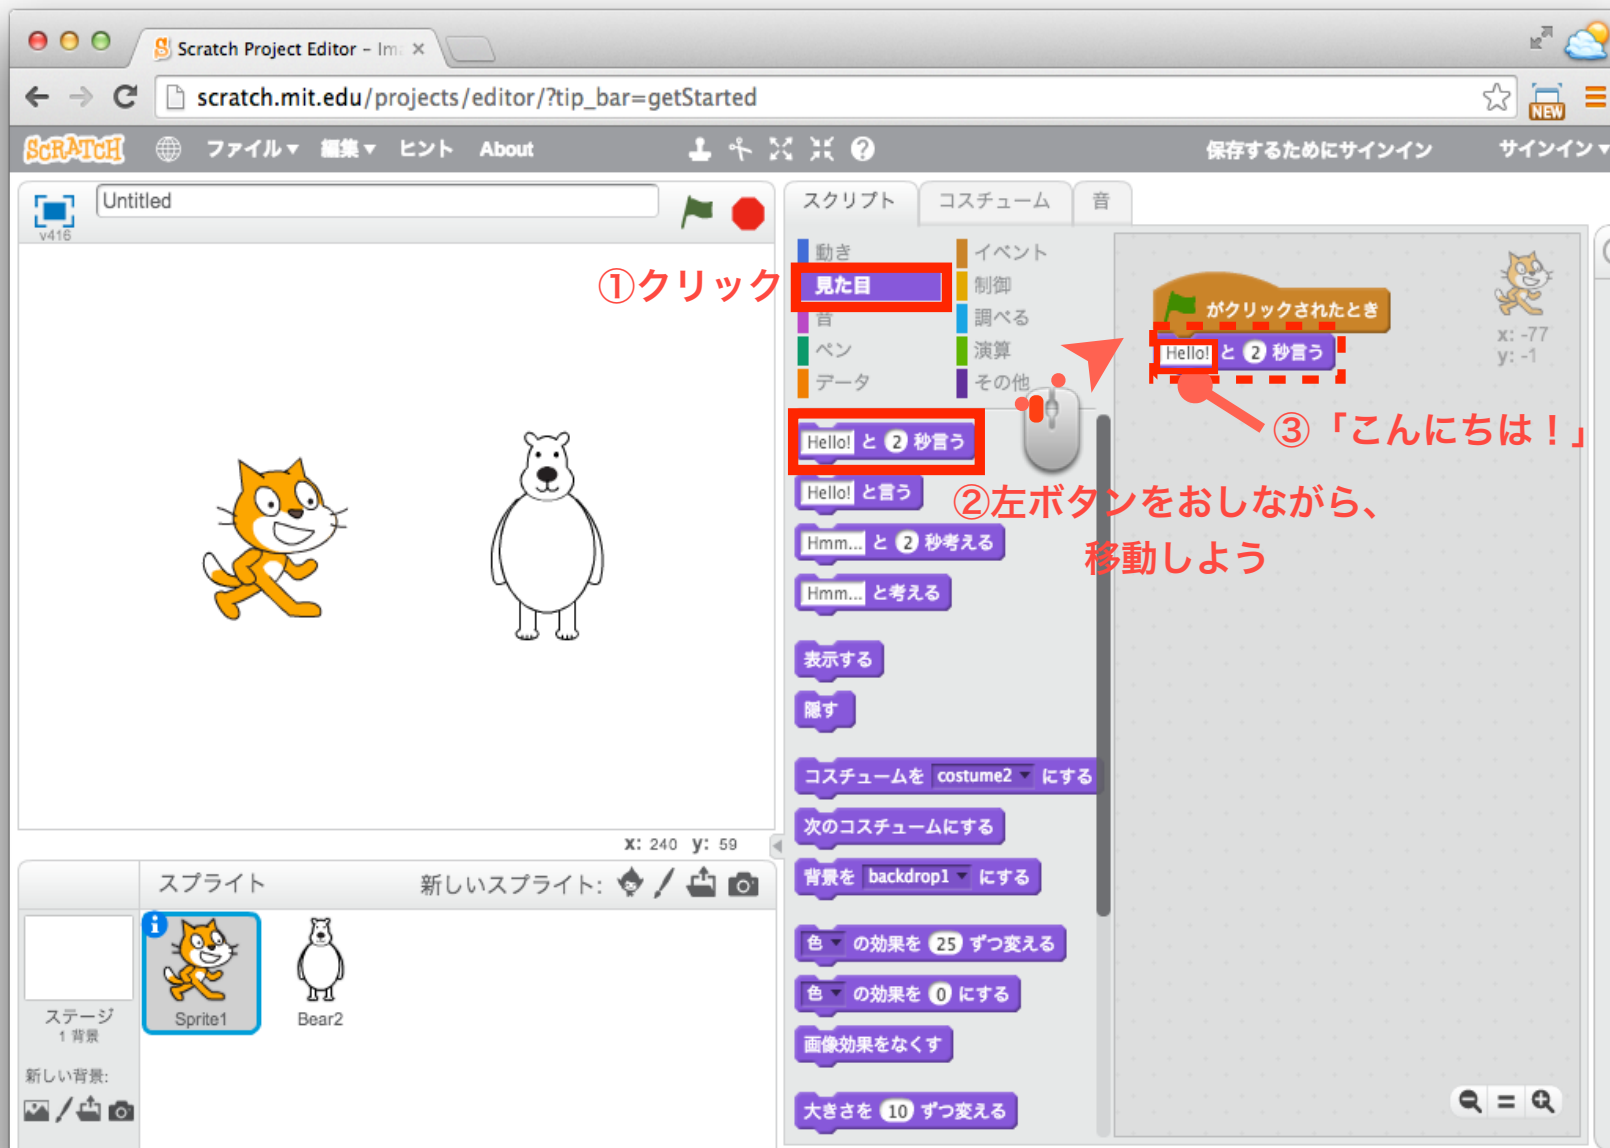 Scratch Project Editor – Im
scratch.mit.edu/projects/editor/?tip_bar=getStarted
NEW
SCRATCH ファイル 編集 ヒント About 保存するためにサインイン サインイン
v416
Untitled
スクリプト コスチューム 音
動き イベント
見た目 制御
音 調べる
ペン 演算
データ その他
①クリック
がクリックされたとき
Hello! と 2 秒言う
x: -77
y: -1
③「こんにちは！」
②左ボタンをおしながら、
移動しよう
Hello! と 2 秒言う
Hello! と言う
Hmm... と 2 秒考える
Hmm... と考える
表示する
隠す
コスチュームを costume2 にする
次のコスチュームにする
背景を backdrop1 にする
色 の効果を 25 ずつ変える
色 の効果を 0 にする
画像効果をなくす
大きさを 10 ずつ変える
x: 240 y: 59
スプライト 新しいスプライト:
ステージ
1 背景
新しい背景:
Sprite1
Bear2